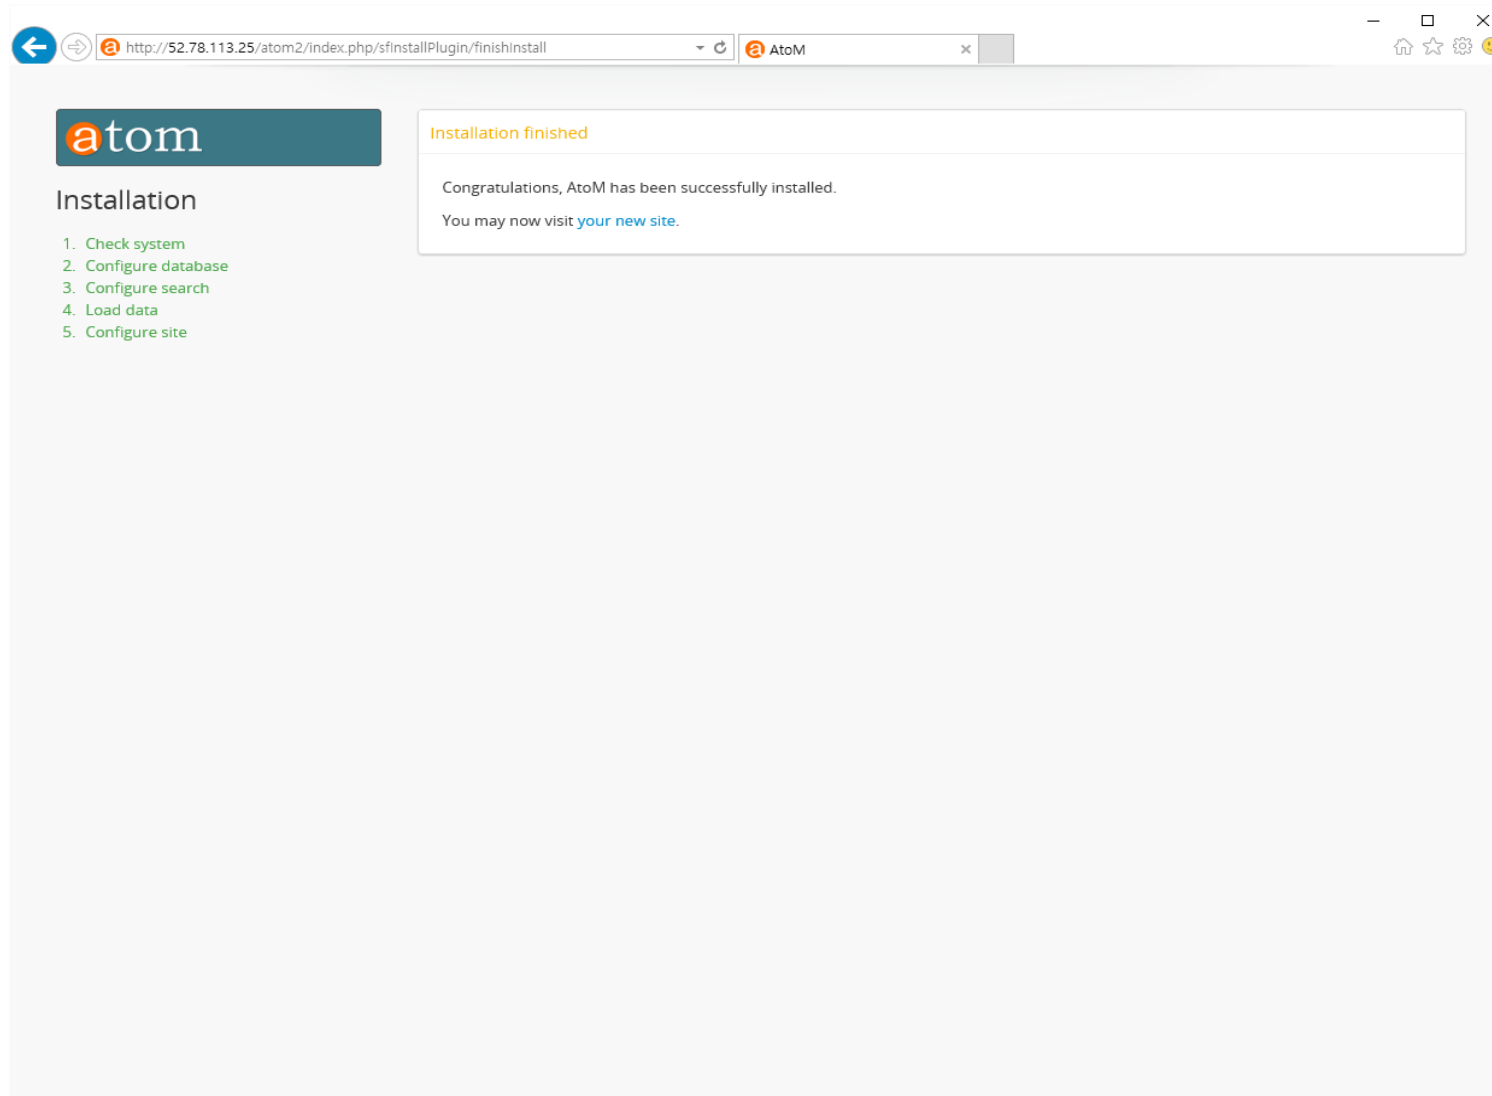 http://52.78.113.25/atom2/index.php/sfInstallPlugin/finishInstall
AtoM
atom
Installation
1. Check system
2. Configure database
3. Configure search
4. Load data
5. Configure site
Installation finished
Congratulations, AtoM has been successfully installed.
You may now visit your new site.